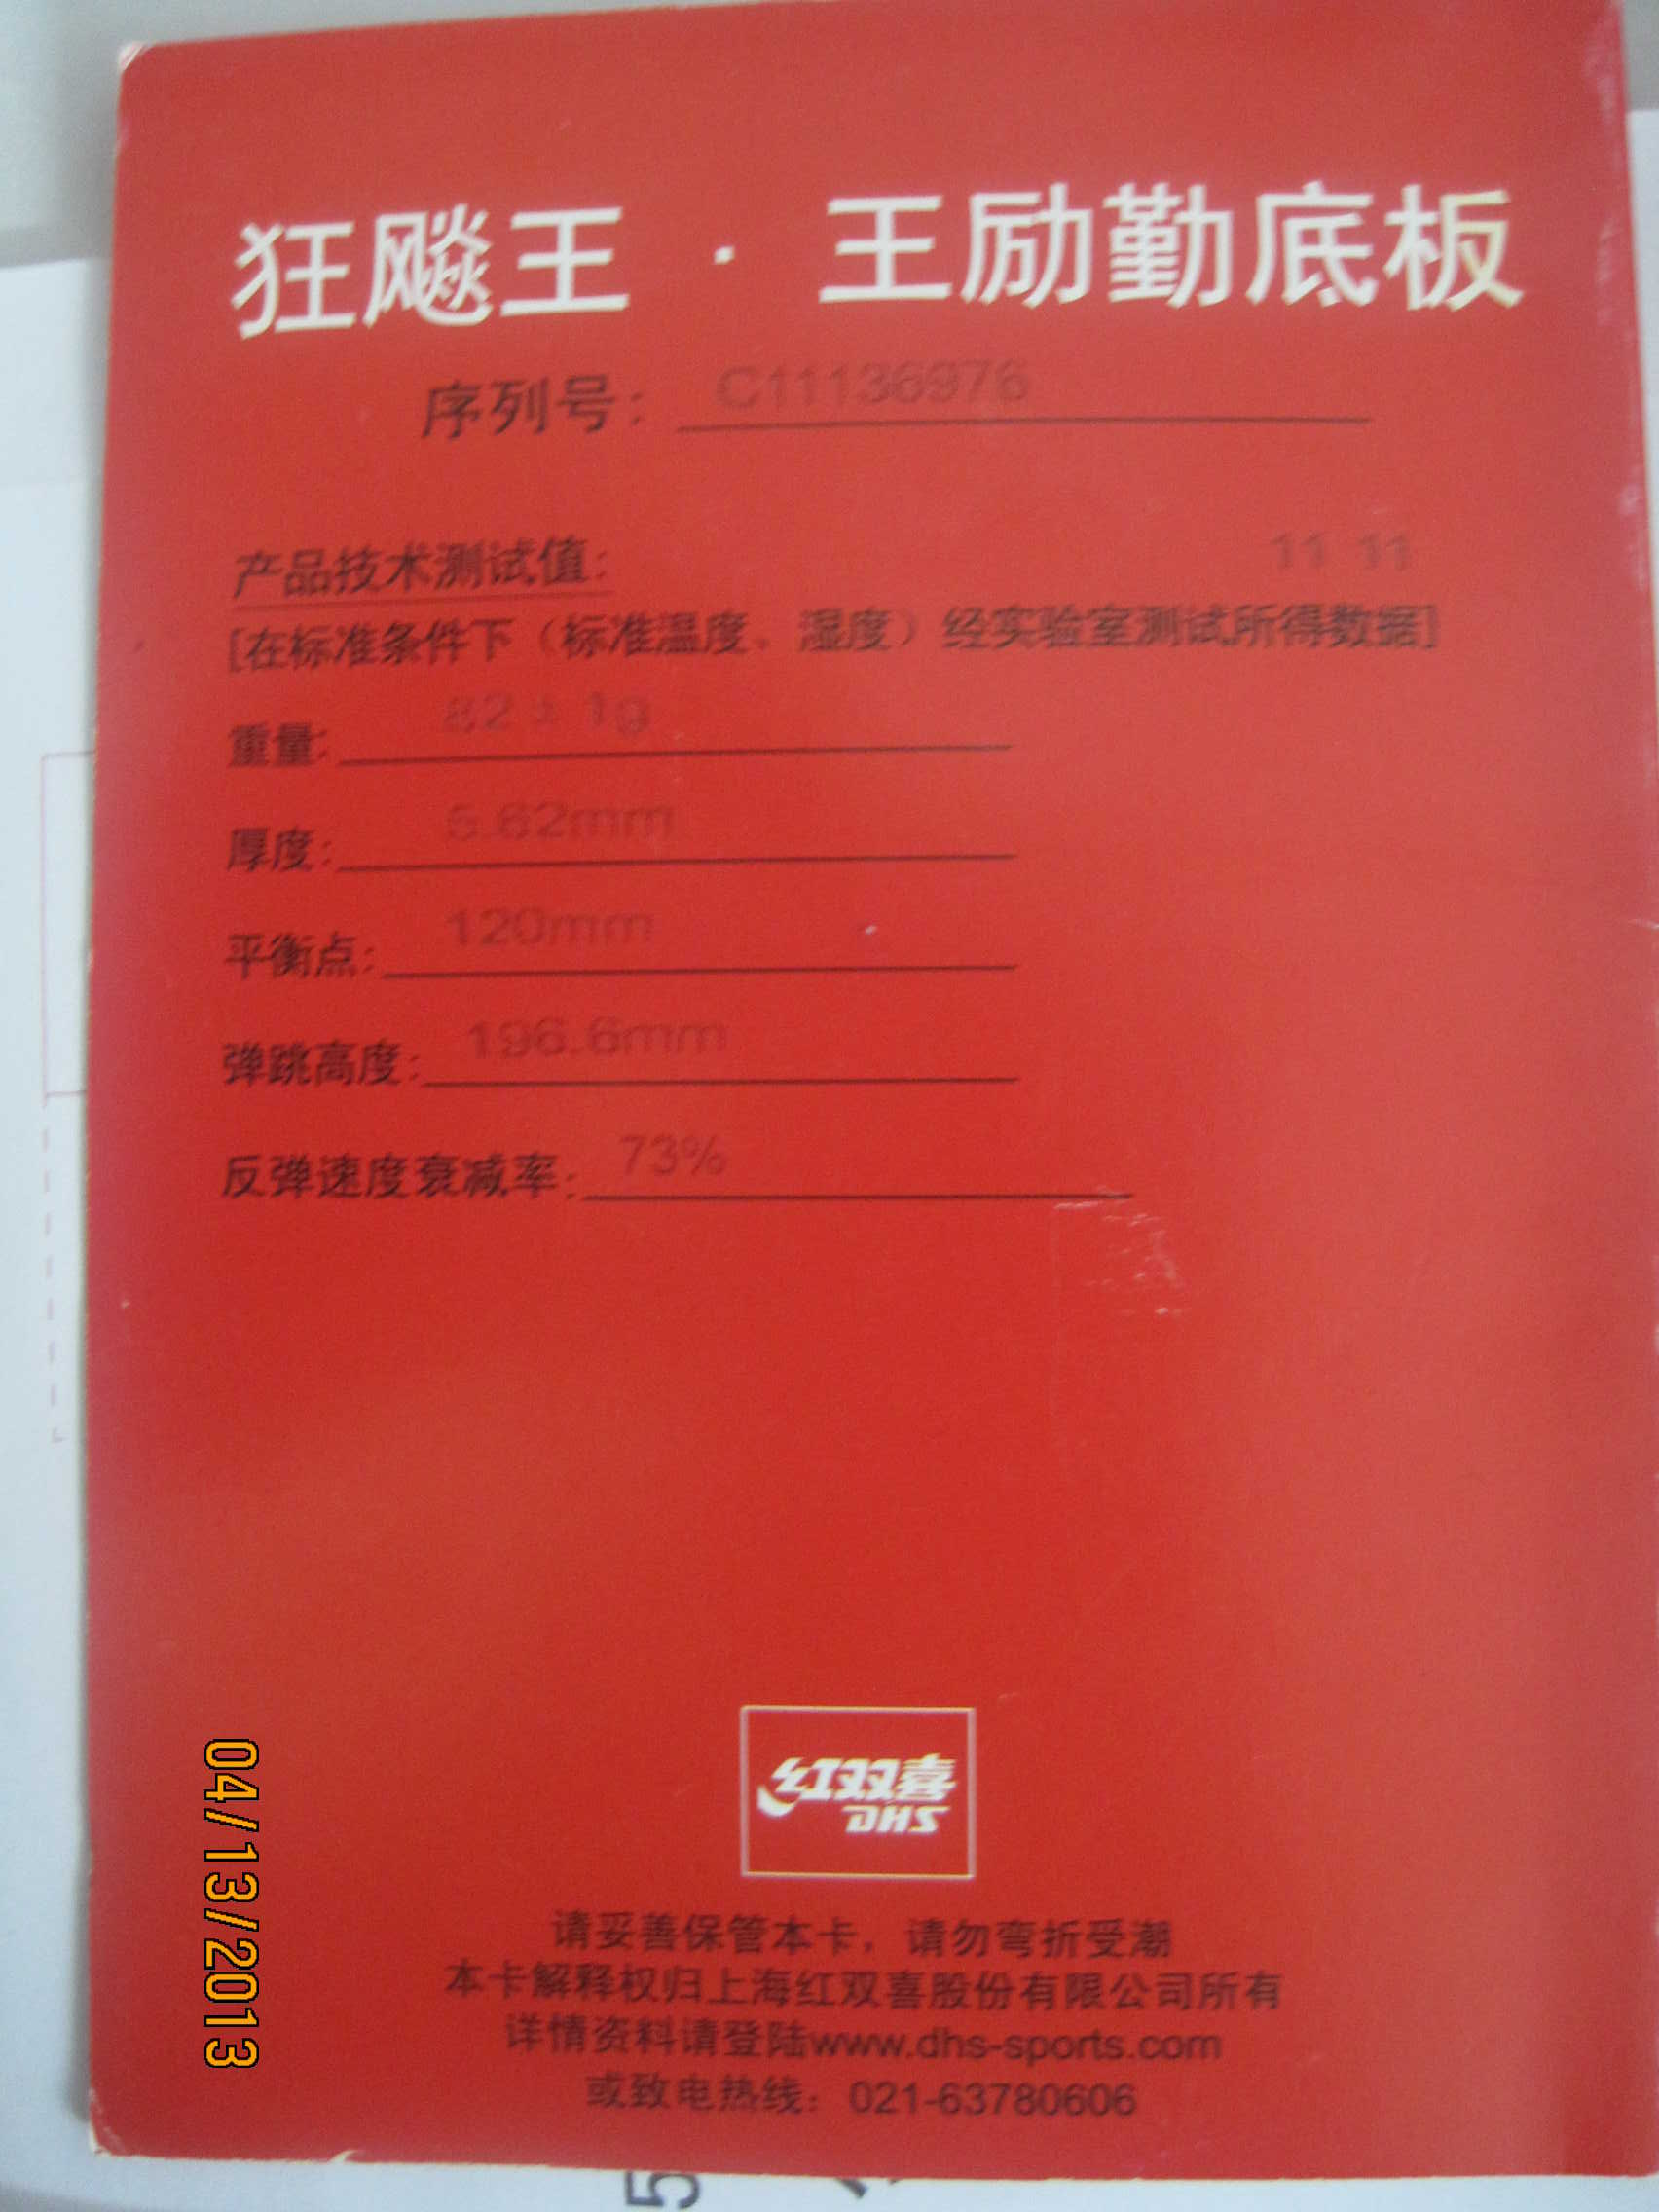 狂飚王 · 王励勤底板
序列号: C11136976
产品技术测试值: 11 11
[在标准条件下（标准温度、湿度）经实验室测试所得数据]
重量: 82 ± 1g
厚度: 5.62mm
平衡点: 120mm
弹跳高度: 196.6mm
反弹速度衰减率: 73%
红双喜
DHS
请妥善保管本卡，请勿弯折受潮
本卡解释权归上海红双喜股份有限公司所有
详情资料请登陆www.dhs-sports.com
或致电热线：021-63780606
04/13/2013
5